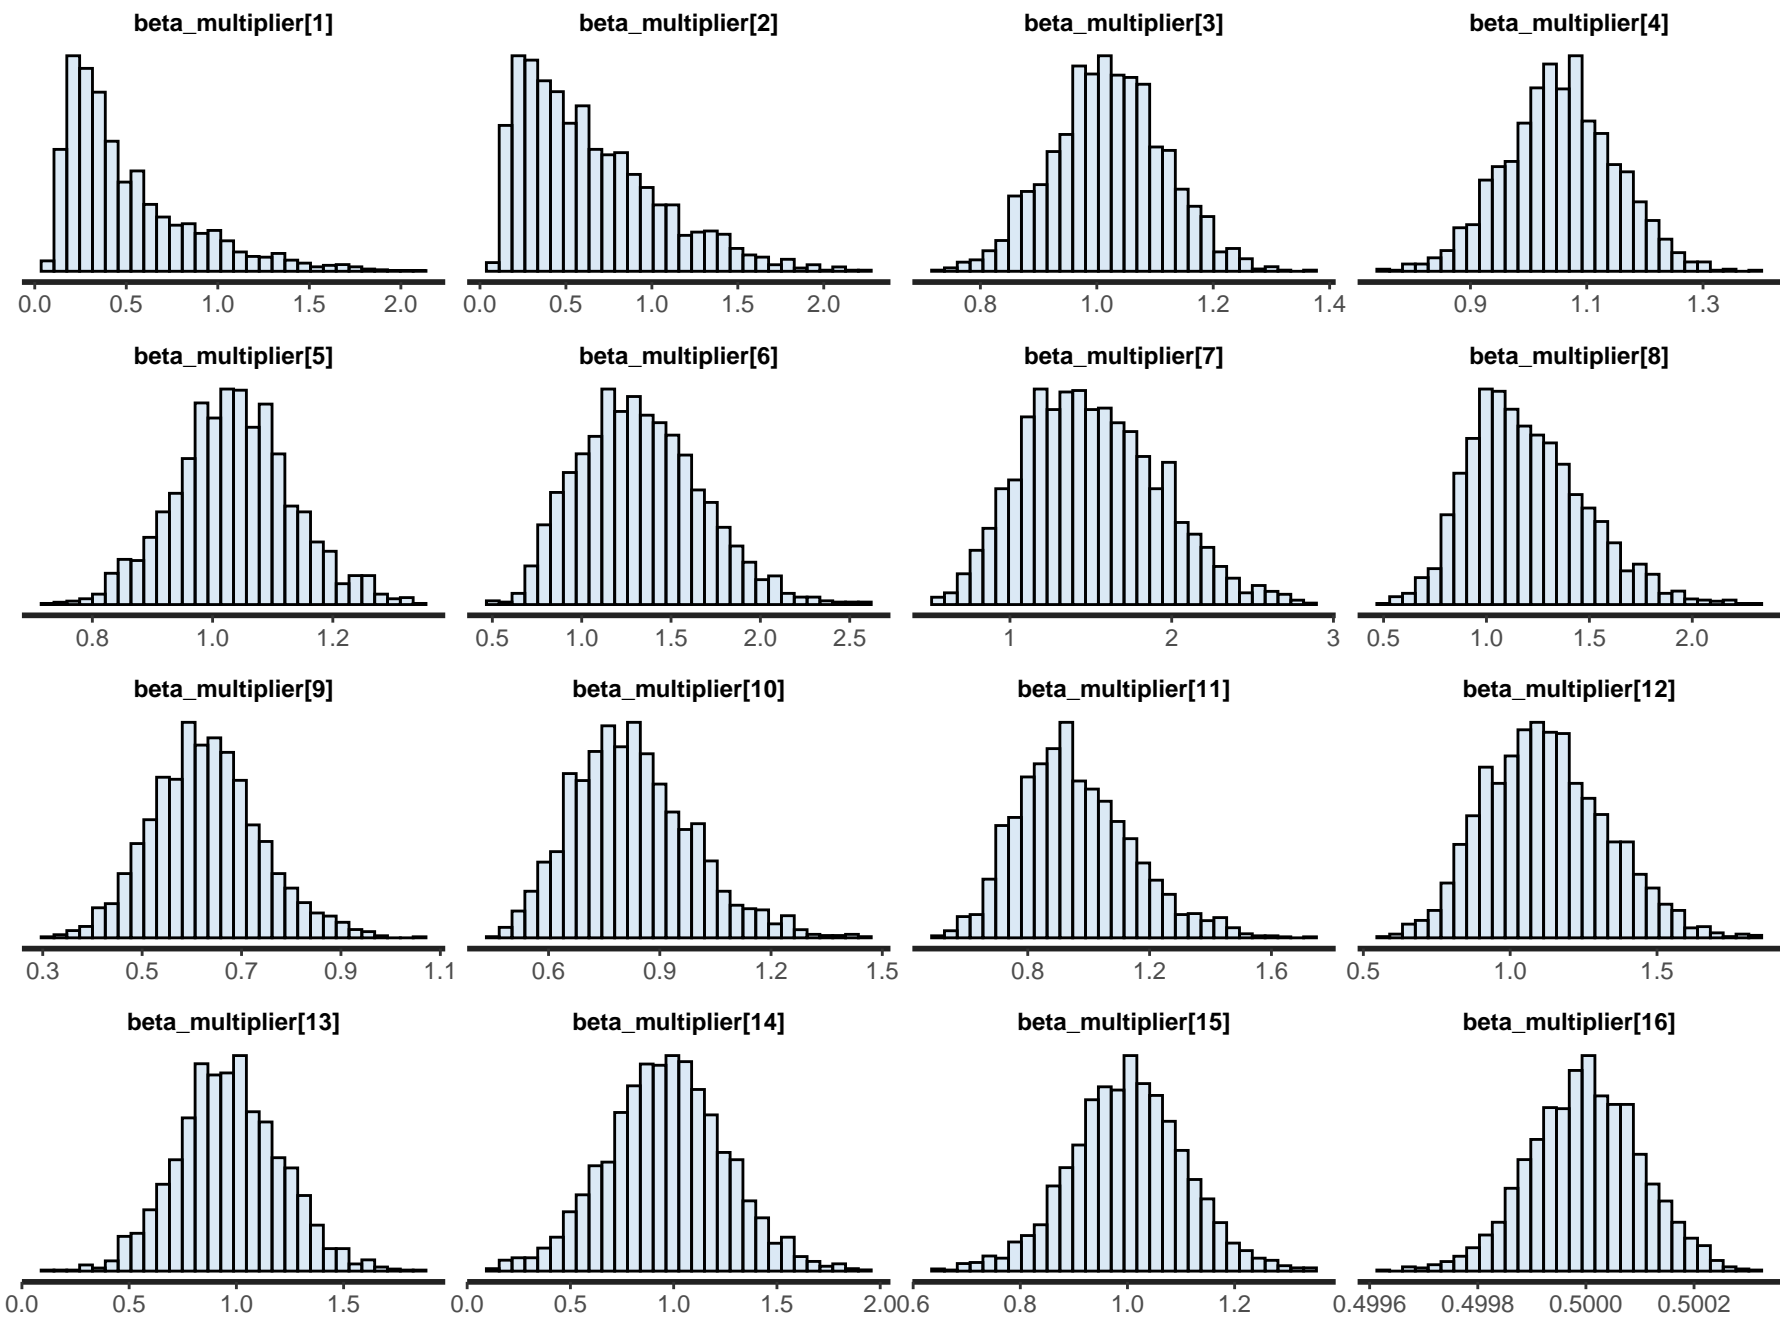 beta_multiplier[1] beta_multiplier[2] beta_multiplier[3] beta_multiplier[4]
0.0 0.5 1.0 1.5 2.0 0.0 0.5 1.0 1.5 2.0 0.8 1.0 1.2 1.4 0.9 1.1 1.3
beta_multiplier[5] beta_multiplier[6] beta_multiplier[7] beta_multiplier[8]
0.8 1.0 1.2 0.5 1.0 1.5 2.0 2.5 1 2 3 0.5 1.0 1.5 2.0
beta_multiplier[9] beta_multiplier[10] beta_multiplier[11] beta_multiplier[12]
0.3 0.5 0.7 0.9 1.1 0.6 0.9 1.2 1.5 0.8 1.2 1.6 0.5 1.0 1.5
beta_multiplier[13] beta_multiplier[14] beta_multiplier[15] beta_multiplier[16]
0.0 0.5 1.0 1.5 0.0 0.5 1.0 1.5 2.0 0.6 0.8 1.0 1.2 0.4996 0.4998 0.5000 0.5002